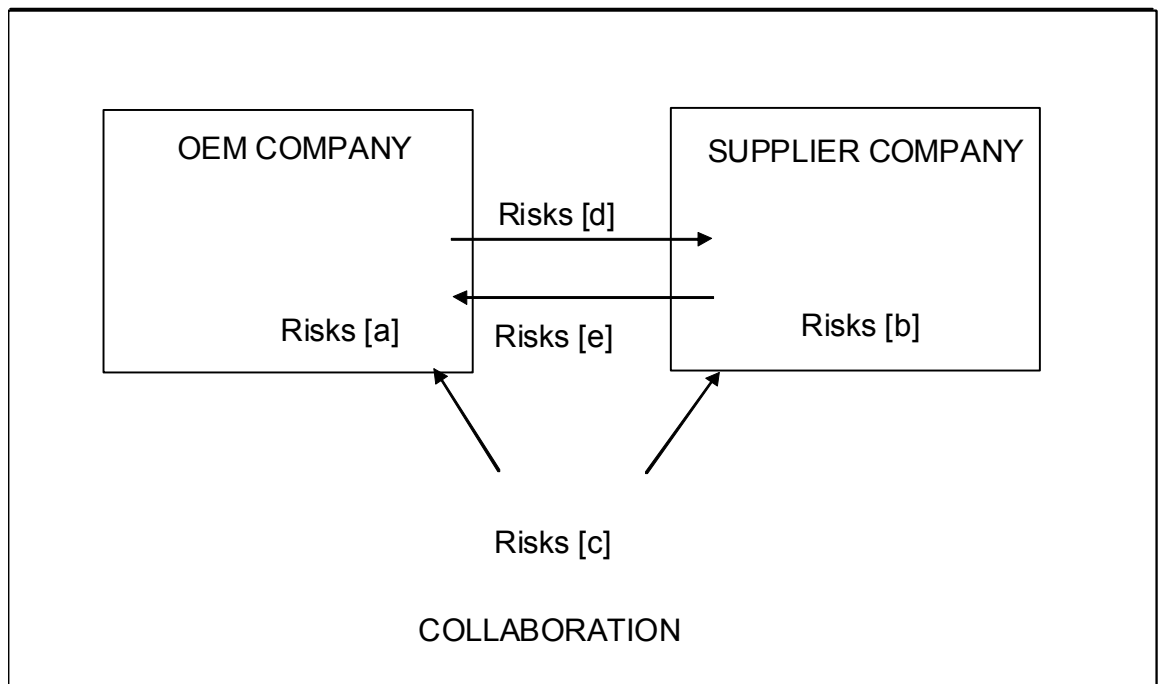 OEM COMPANY
SUPPLIER COMPANY
Risks [d]
Risks [a]
Risks [e]
Risks [b]
Risks [c]
COLLABORATION